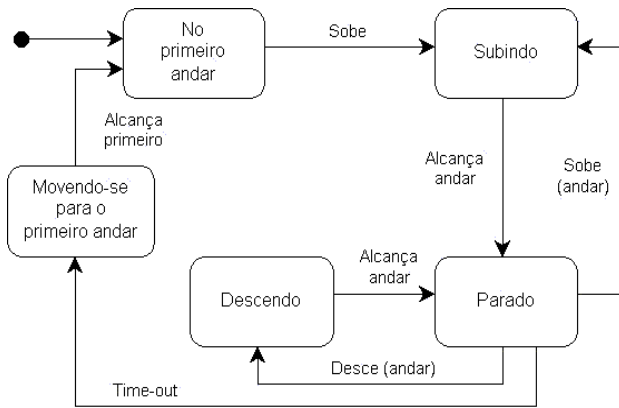 No
primeiro
andar
Sobe
Subindo
Alcança
primeiro
Alcança
andar
Sobe
(andar)
Movendo-se
para o
primeiro andar
Alcança
andar
Descendo
Parado
Desce (andar)
Time-out